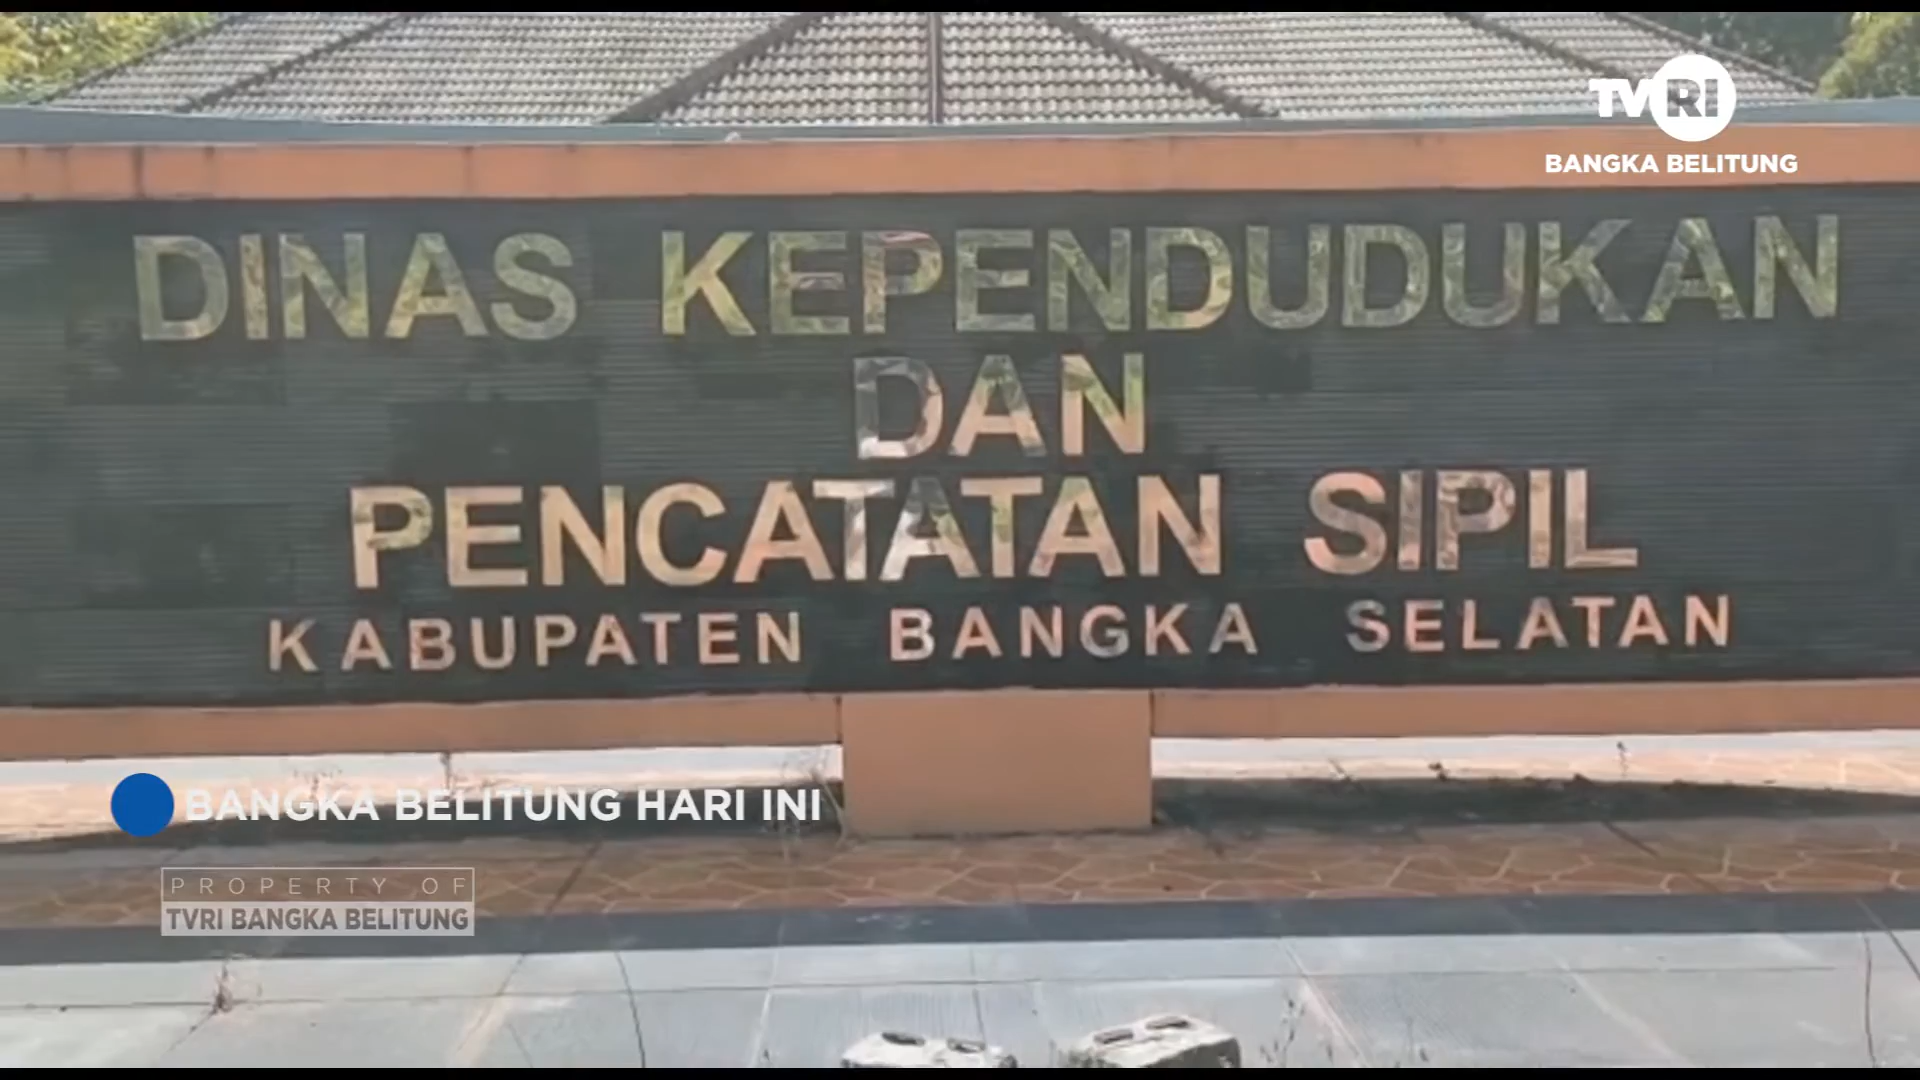 TVRI
BANGKA BELITUNG
DINAS KEPENDUDUKAN
DAN
PENCATATAN SIPIL
KABUPATEN BANGKA SELATAN
BANGKA BELITUNG HARI INI
PROPERTY OF
TVRI BANGKA BELITUNG